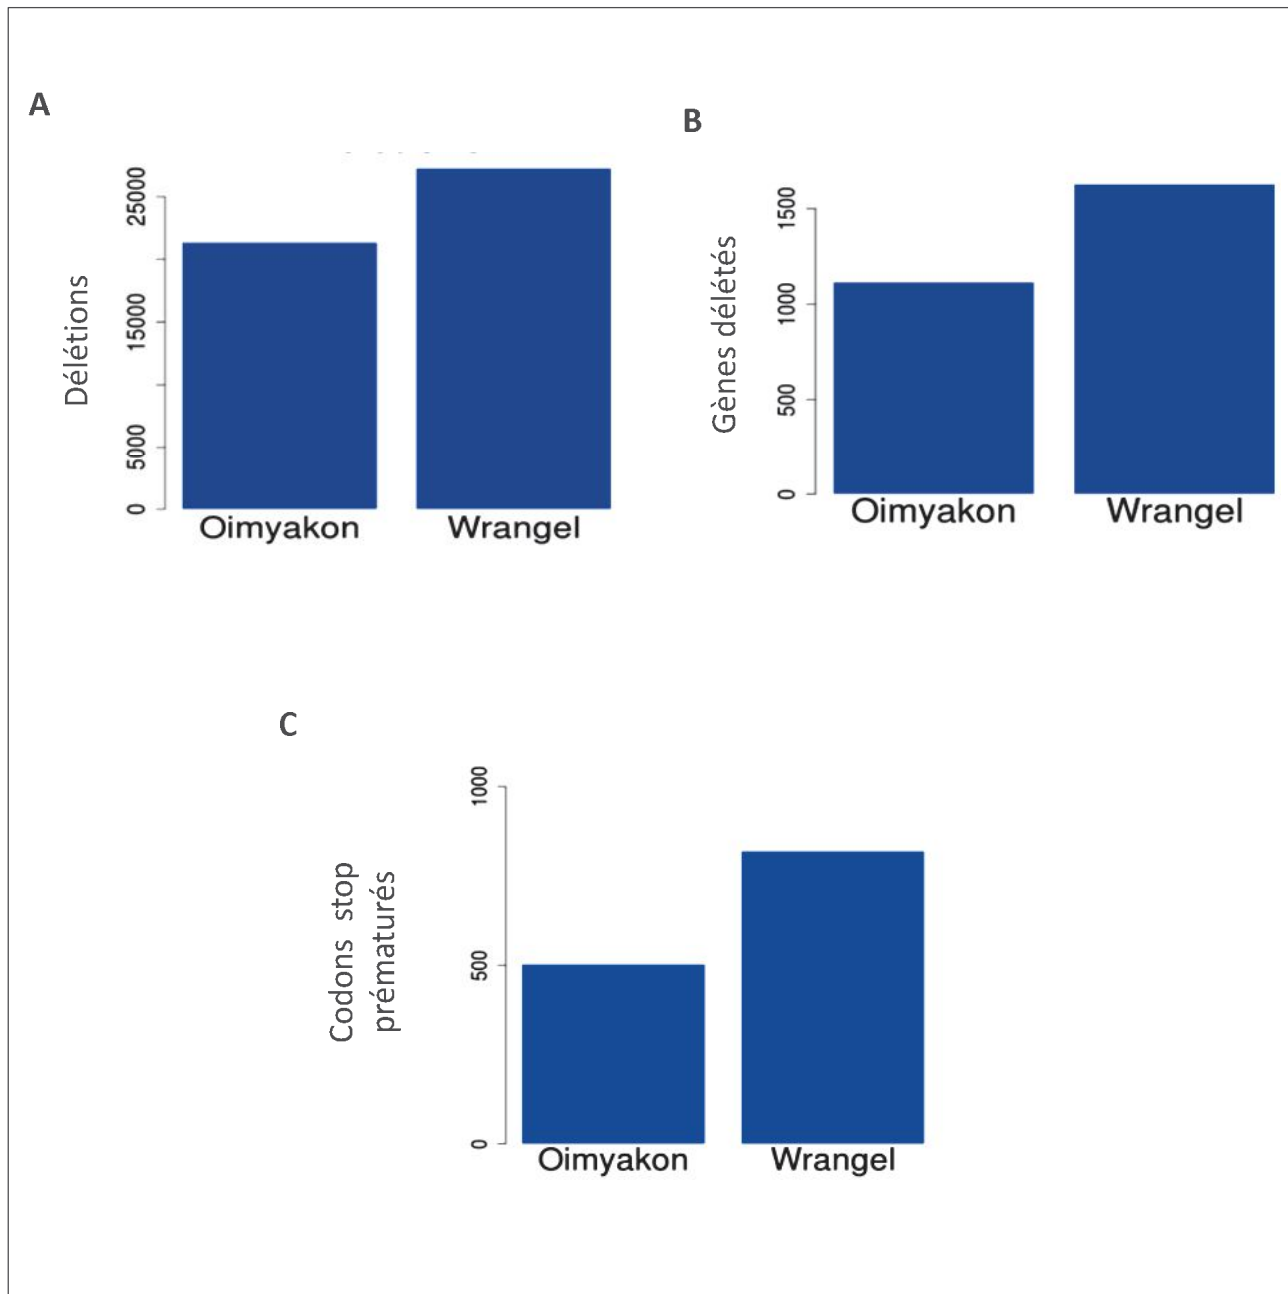 A
Délétions
25000
15000
5000
0
Oimyakon Wrangel
B
Gènes délétés
1500
1000
500
0
Oimyakon Wrangel
C
Codons stop
prématurés
1000
500
0
Oimyakon Wrangel